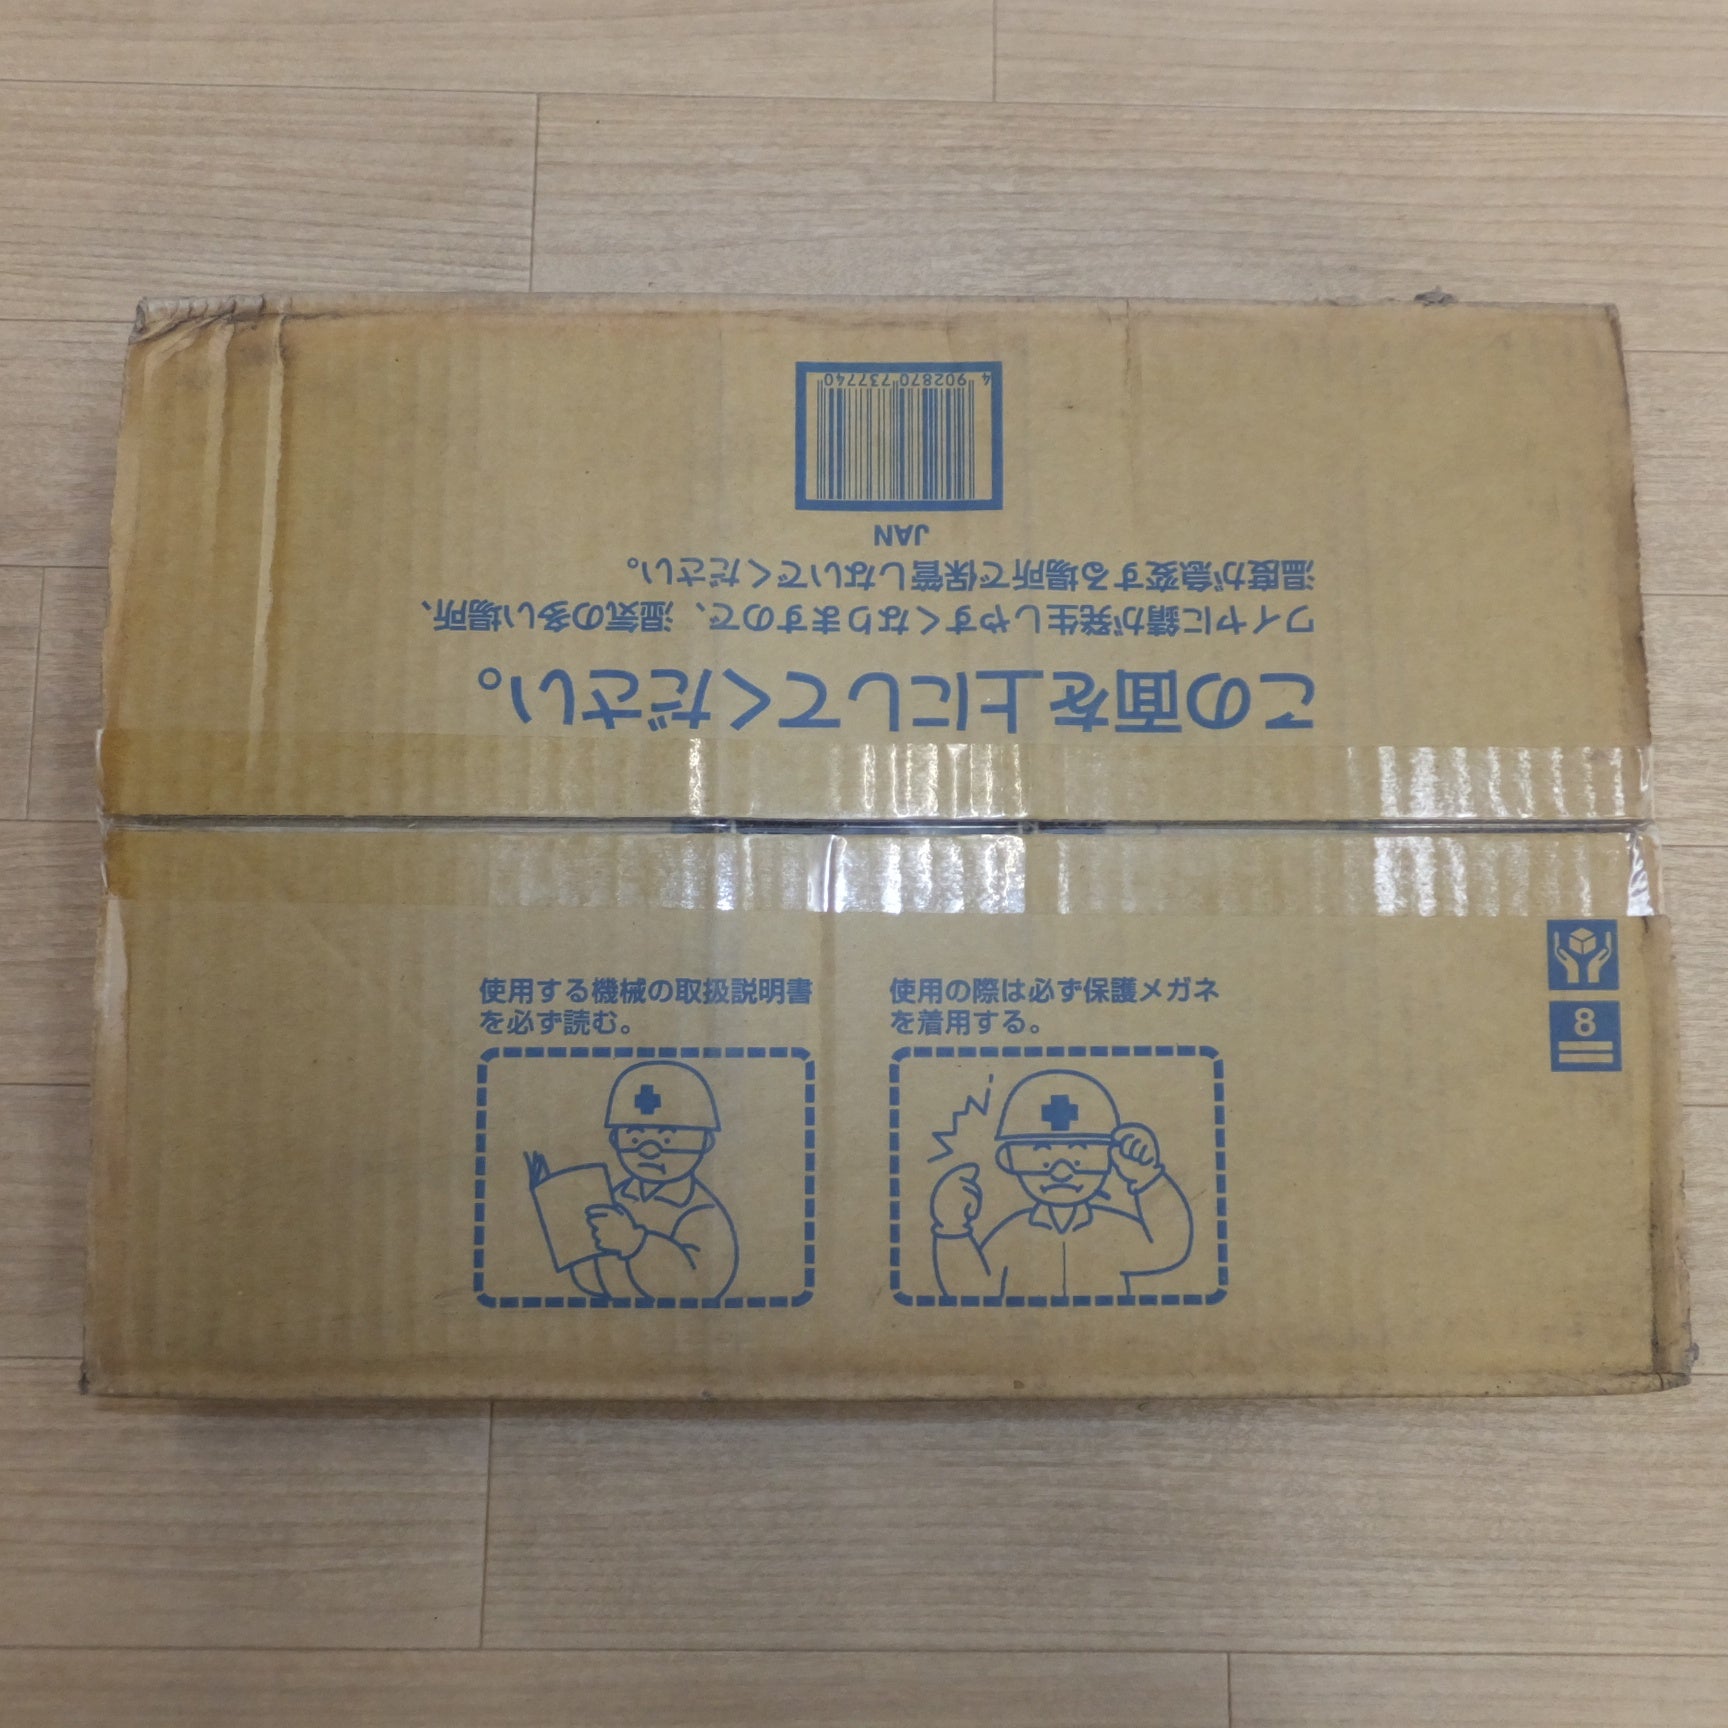 この面を上にしてください。
ワイヤに錆が発生しやすくなりますので、湿気の多い場所、
温度が急変する場所で保管しないでください。
JAN
4 902870 737740
使用する機械の取扱説明書
を必ず読む。
使用の際は必ず保護メガネ
を着用する。
8